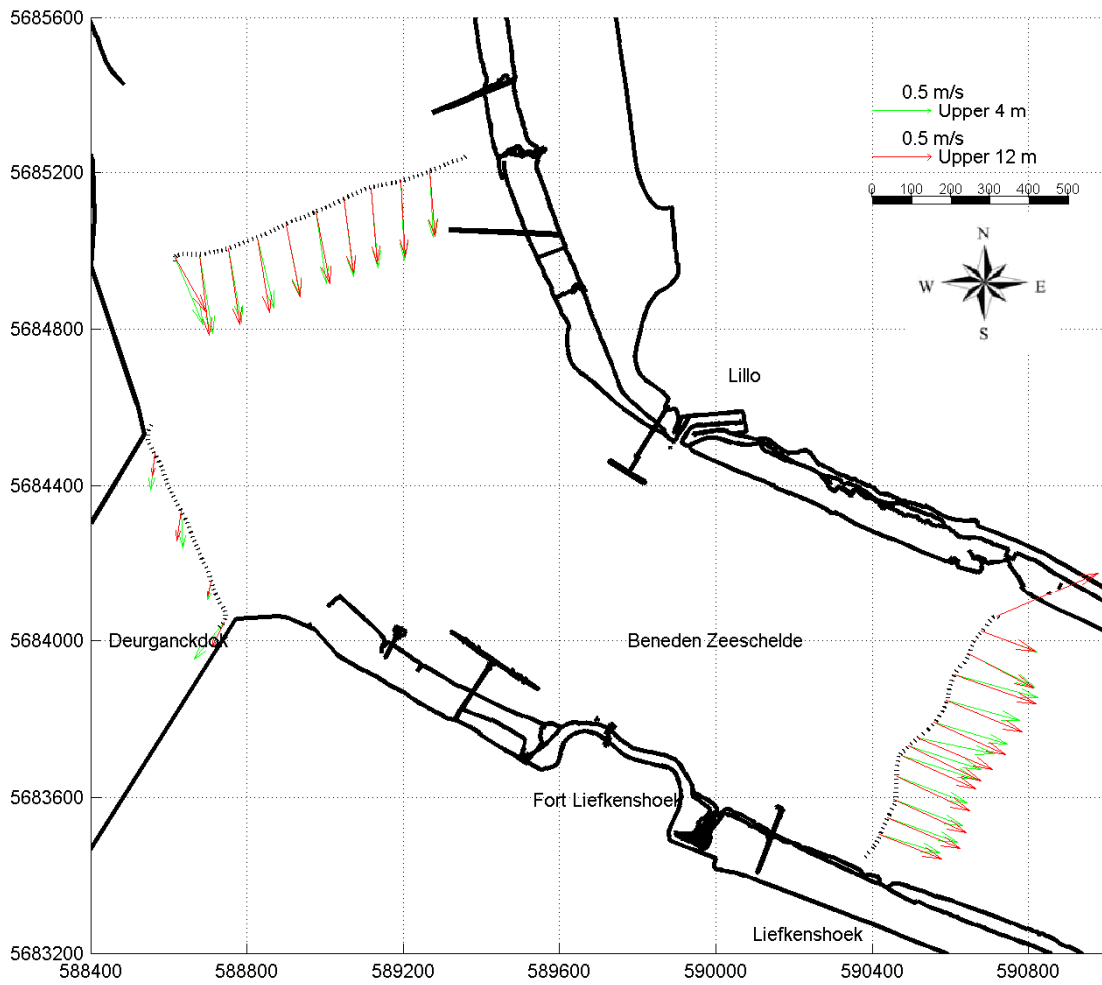 5685600
5685200
5684800
5684400
5684000
5683600
5683200
588400
588800
589200
589600
590000
590400
590800
0.5 m/s
Upper 4 m
0.5 m/s
Upper 12 m
0 100 200 300 400 500
N
W E
S
Lillo
Deurganckdok
Beneden Zeeschelde
Fort Liefkenshoek
Liefkenshoek